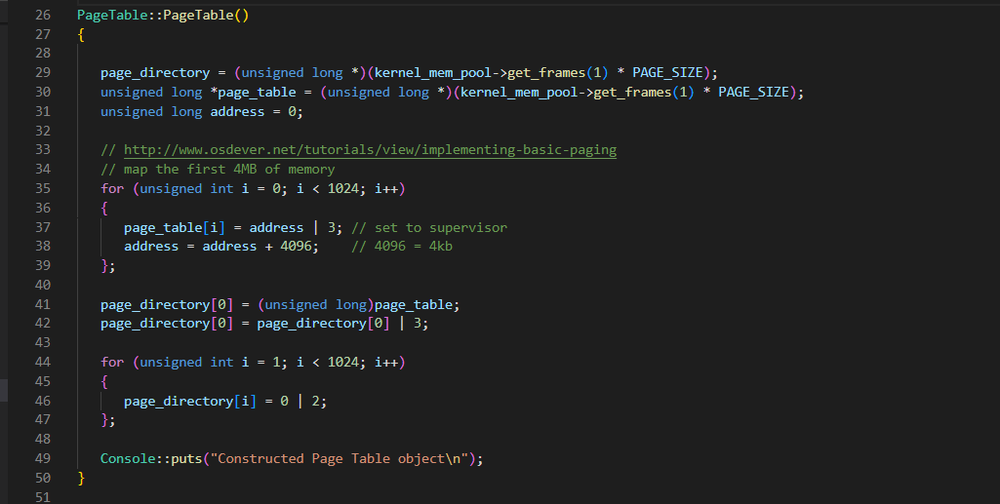 26 PageTable::PageTable()
27 {
28
29 page_directory = (unsigned long *)(kernel_mem_pool->get_frames(1) * PAGE_SIZE);
30 unsigned long *page_table = (unsigned long *)(kernel_mem_pool->get_frames(1) * PAGE_SIZE);
31 unsigned long address = 0;
32
33 // http://www.osdever.net/tutorials/view/implementing-basic-paging
34 // map the first 4MB of memory
35 for (unsigned int i = 0; i < 1024; i++)
36 {
37 page_table[i] = address | 3; // set to supervisor
38 address = address + 4096; // 4096 = 4kb
39 };
40
41 page_directory[0] = (unsigned long)page_table;
42 page_directory[0] = page_directory[0] | 3;
43
44 for (unsigned int i = 1; i < 1024; i++)
45 {
46 page_directory[i] = 0 | 2;
47 };
48
49 Console::puts("Constructed Page Table object\n");
50 }
51